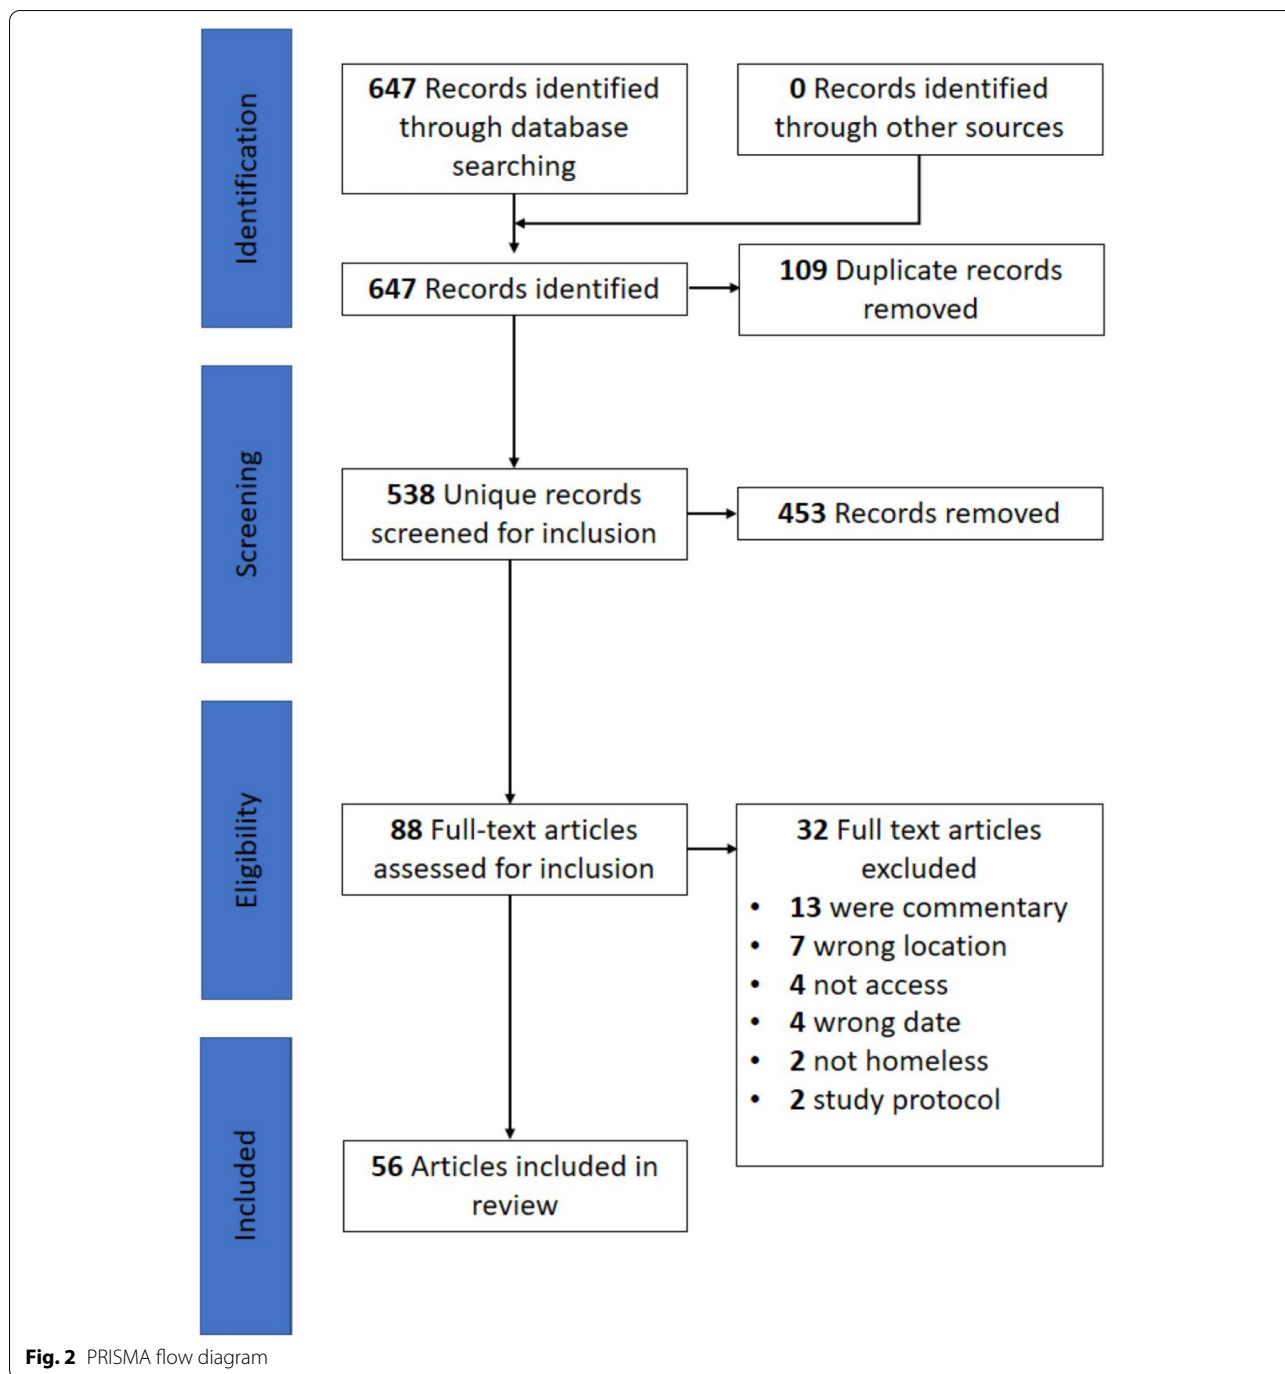 Identification
647 Records identified
through database
searching
0 Records identified
through other sources
647 Records identified
109 Duplicate records
removed
Screening
538 Unique records
screened for inclusion
453 Records removed
Eligibility
88 Full-text articles
assessed for inclusion
32 Full text articles
excluded
• 13 were commentary
• 7 wrong location
• 4 not access
• 4 wrong date
• 2 not homeless
• 2 study protocol
Included
56 Articles included in
review
Fig. 2 PRISMA flow diagram